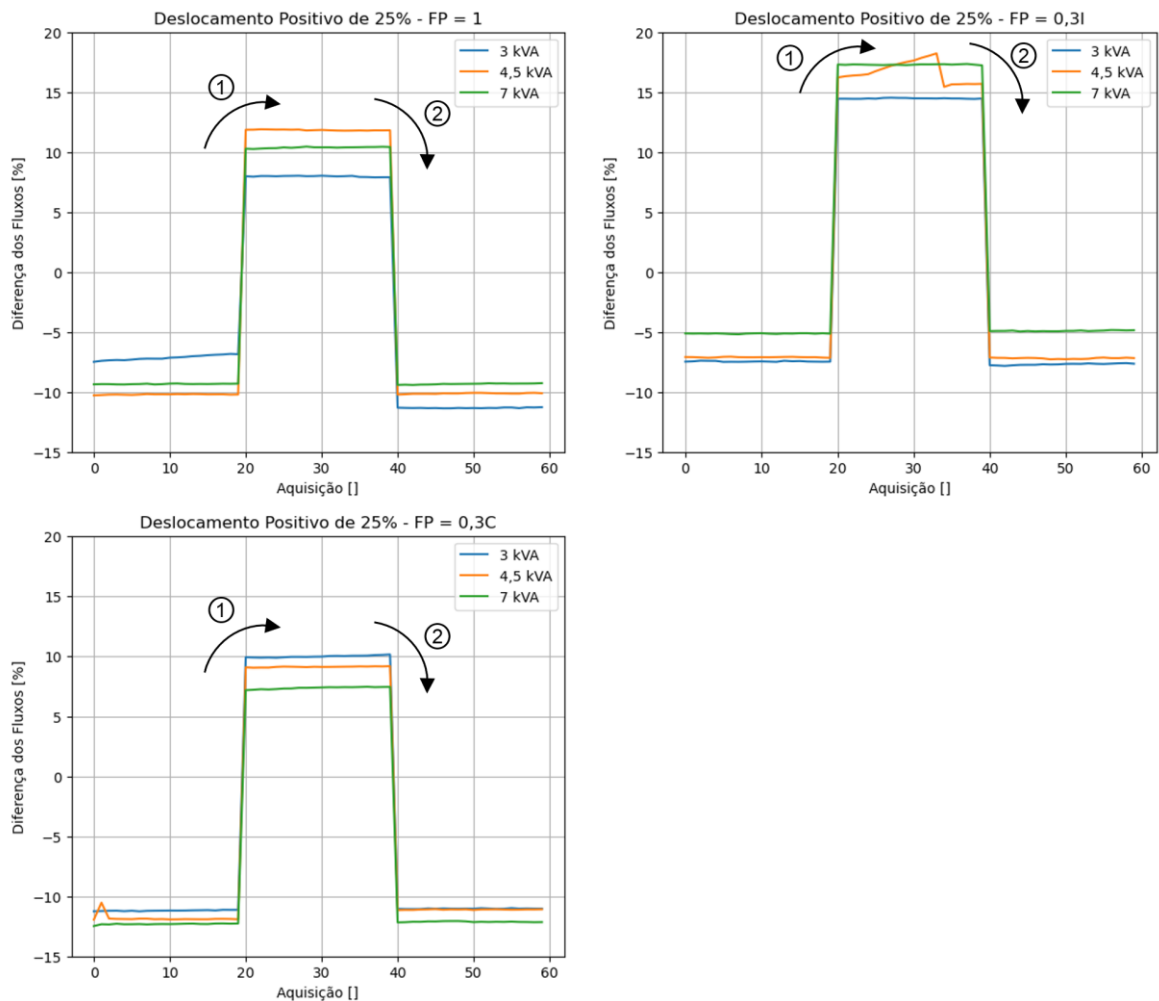 Deslocamento Positivo de 25% - FP = 1
20
15
10
5
0
−5
−10
−15
Diferença dos Fluxos [%]
3 kVA
4,5 kVA
7 kVA
1
2
0
10
20
30
40
50
60
Aquisição []
Deslocamento Positivo de 25% - FP = 0,3I
20
15
10
5
0
−5
−10
−15
Diferença dos Fluxos [%]
3 kVA
4,5 kVA
7 kVA
1
2
0
10
20
30
40
50
60
Aquisição []
Deslocamento Positivo de 25% - FP = 0,3C
20
15
10
5
0
−5
−10
−15
Diferença dos Fluxos [%]
3 kVA
4,5 kVA
7 kVA
1
2
0
10
20
30
40
50
60
Aquisição []